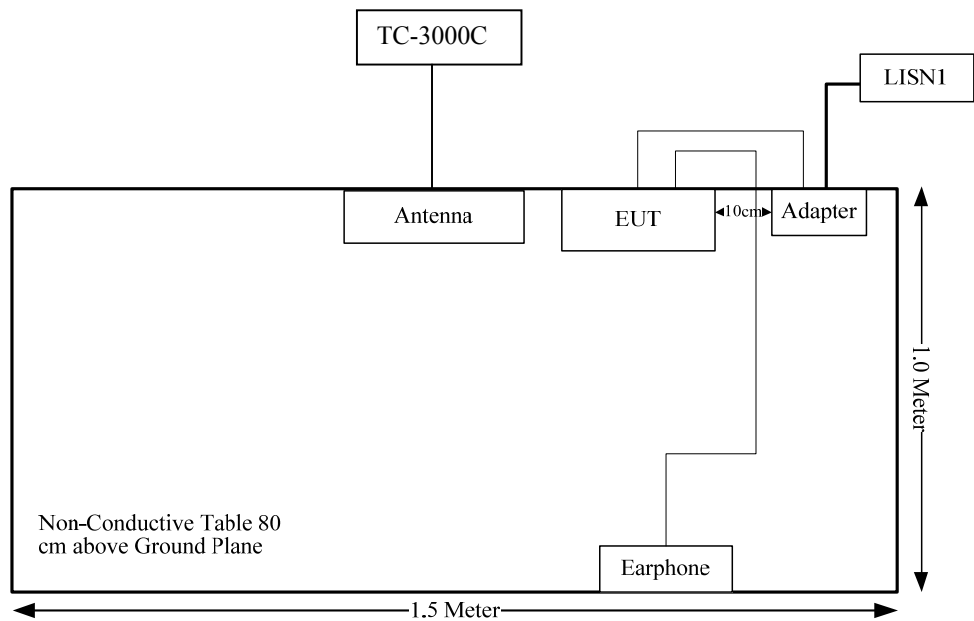 TC-3000C
LISN1
Antenna
EUT
10cm
Adapter
1.0 Meter
Non-Conductive Table 80
cm above Ground Plane
Earphone
1.5 Meter